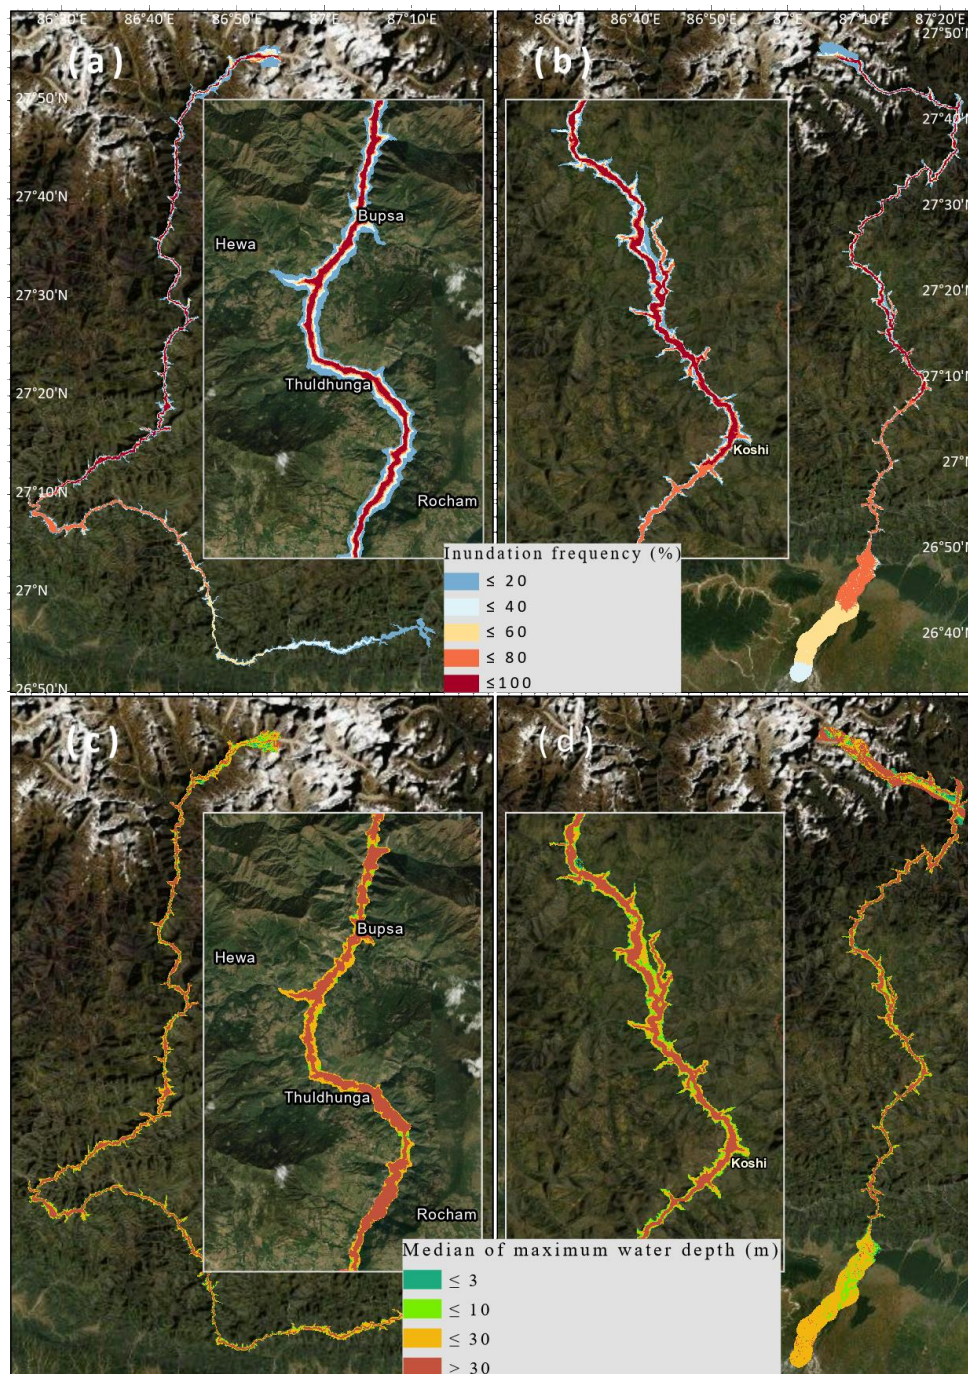 86°30'E 86°40'E 86°50'E 87°E 87°10'E
86°30'E 86°40'E 86°50'E 87°E 87°10'E 87°20'E
(a)
(b)
27°50'N
27°40'N
27°30'N
27°20'N
27°10'N
27°N
26°50'N
27°50'N
27°40'N
27°30'N
27°20'N
27°10'N
27°N
26°50'N
26°40'N
Bupsa
Hewa
Thuldhunga
Rocham
Koshi
Inundation frequency (%)
≤ 20
≤ 40
≤ 60
≤ 80
≤100
(c)
(d)
Bupsa
Hewa
Thuldhunga
Rocham
Koshi
Median of maximum water depth (m)
≤ 3
≤ 10
≤ 30
> 30